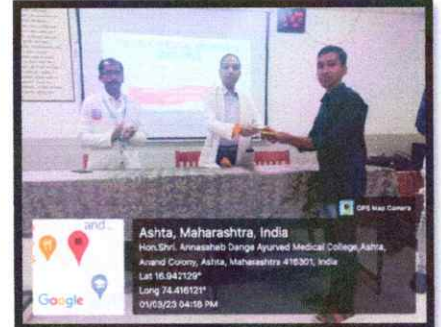 GPS Map Camera
and...
Google
Ashta, Maharashtra, India
Hon.Shri. Annasaheb Dange Ayurved Medical College,Ashta,
Anand Colony, Ashta, Maharashtra 416301, India
Lat 16.942129°
Long 74.416121°
01/03/23 04:18 PM